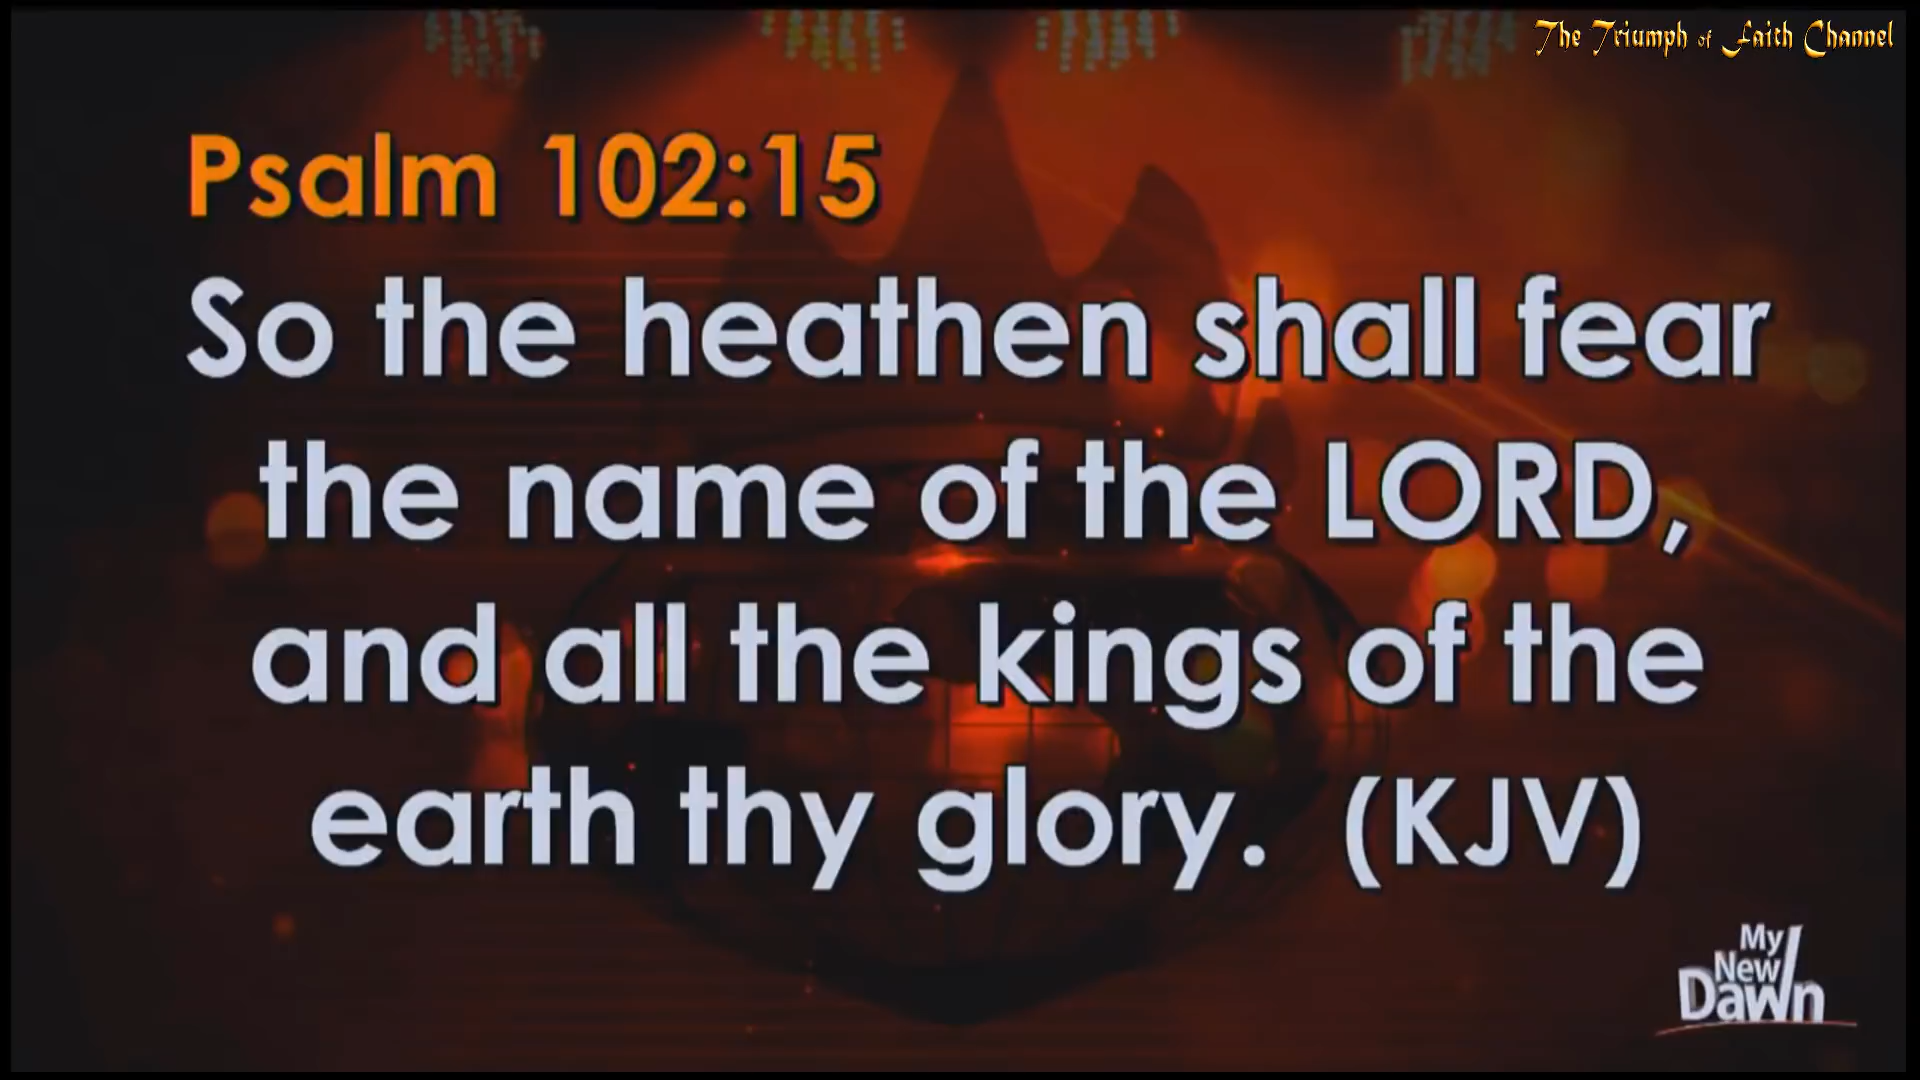 The Triumph of Faith Channel
Psalm 102:15
So the heathen shall fear
the name of the LORD,
and all the kings of the
earth thy glory. (KJV)
My
New
Dawn